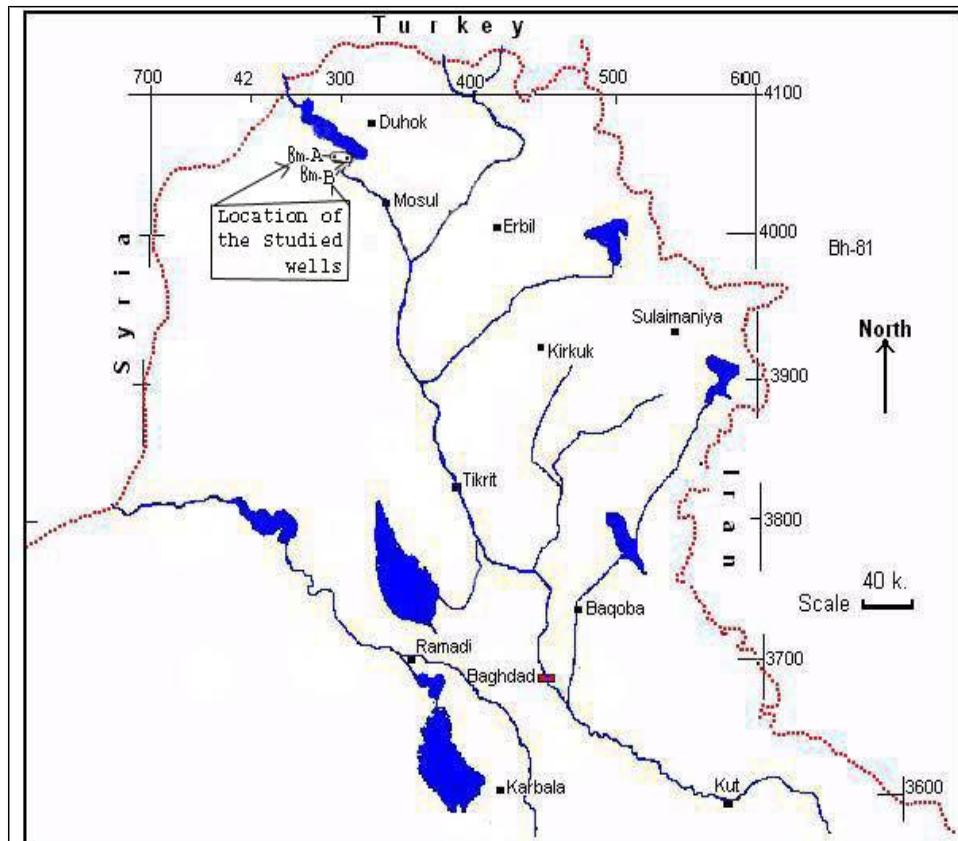 Turkey
700 42 300 400 500 600
4100
Duhok
Bm-A
Bm-B
Mosul
Location of
the Studied
wells
Erbil
4000
Bh-81
Syria
Sulaimaniya
North
Kirkuk
3900
Iran
Tikrit
3800
40 k.
Scale
Baqoba
Ramadi
3700
Baghdad
Karbala
Kut
3600